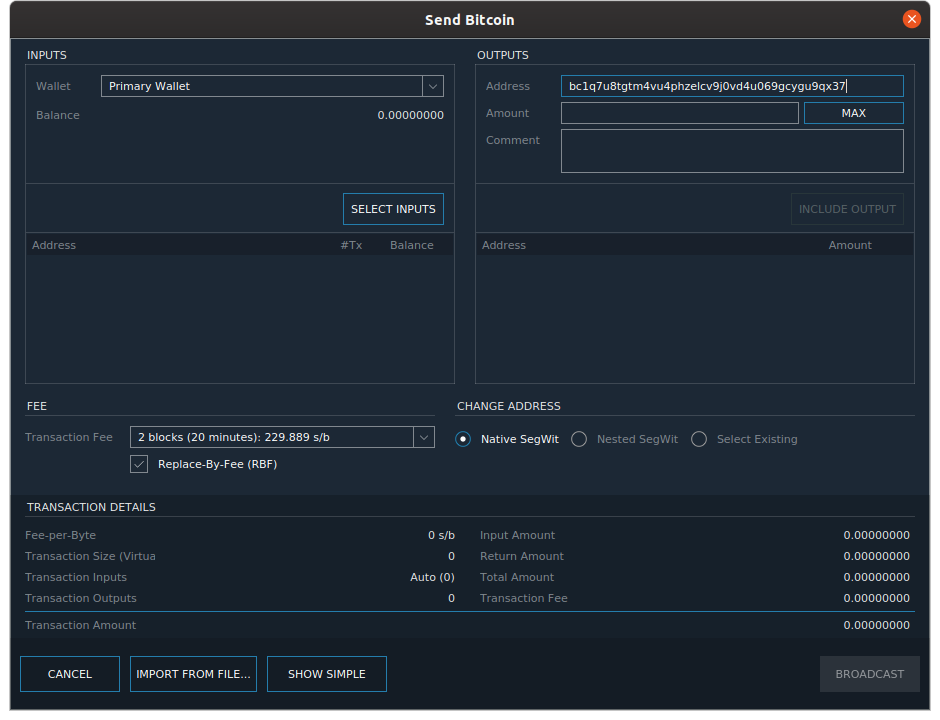 Send Bitcoin
INPUTS
Wallet Primary Wallet
Balance 0.00000000
SELECT INPUTS
Address #Tx Balance
OUTPUTS
Address bc1q7u8tgtm4vu4phzelcv9j0vd4u069gcygu9qx37
Amount MAX
Comment
INCLUDE OUTPUT
Address Amount
FEE
Transaction Fee 2 blocks (20 minutes): 229.889 s/b
Replace-By-Fee (RBF)
CHANGE ADDRESS
Native SegWit Nested SegWit Select Existing
TRANSACTION DETAILS
Fee-per-Byte 0 s/b Input Amount 0.00000000
Transaction Size (Virtua 0 Return Amount 0.00000000
Transaction Inputs Auto (0) Total Amount 0.00000000
Transaction Outputs 0 Transaction Fee 0.00000000
Transaction Amount 0.00000000
CANCEL IMPORT FROM FILE... SHOW SIMPLE BROADCAST